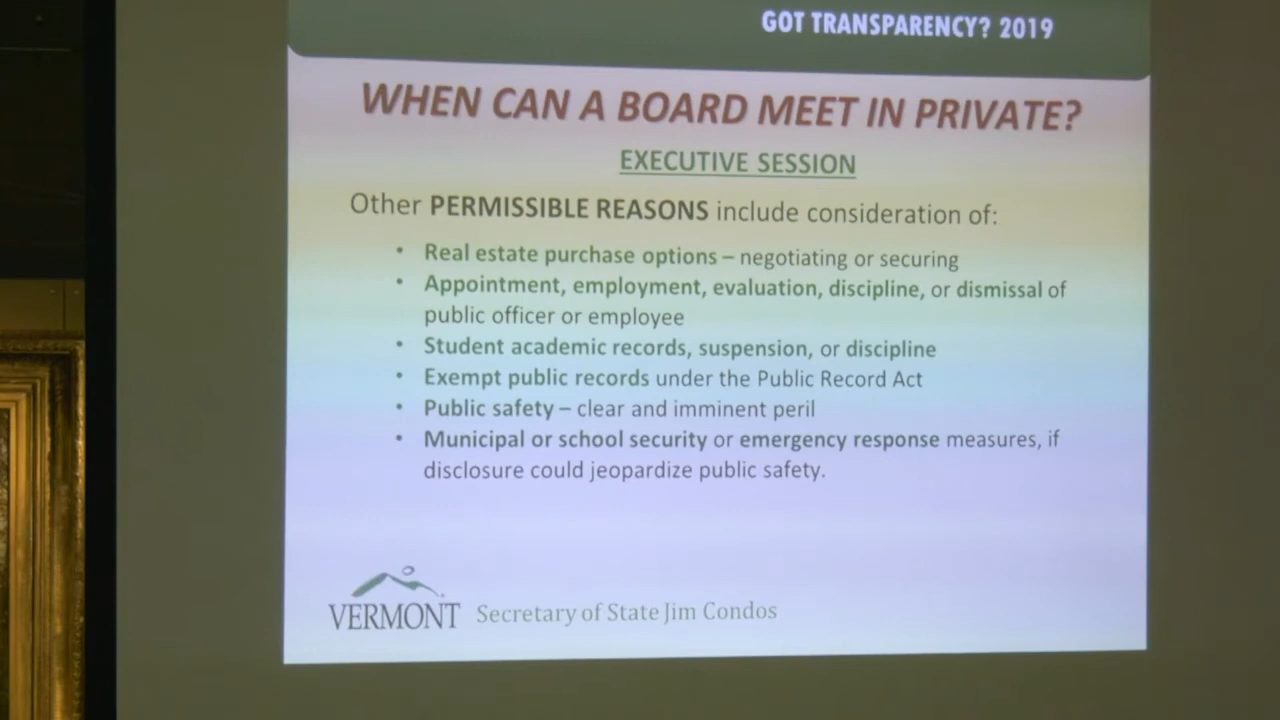 GOT TRANSPARENCY? 2019
WHEN CAN A BOARD MEET IN PRIVATE?
EXECUTIVE SESSION
Other PERMISSIBLE REASONS include consideration of:
• Real estate purchase options – negotiating or securing
• Appointment, employment, evaluation, discipline, or dismissal of
public officer or employee
• Student academic records, suspension, or discipline
• Exempt public records under the Public Record Act
• Public safety – clear and imminent peril
• Municipal or school security or emergency response measures, if
disclosure could jeopardize public safety.
VERMONT Secretary of State Jim Condos